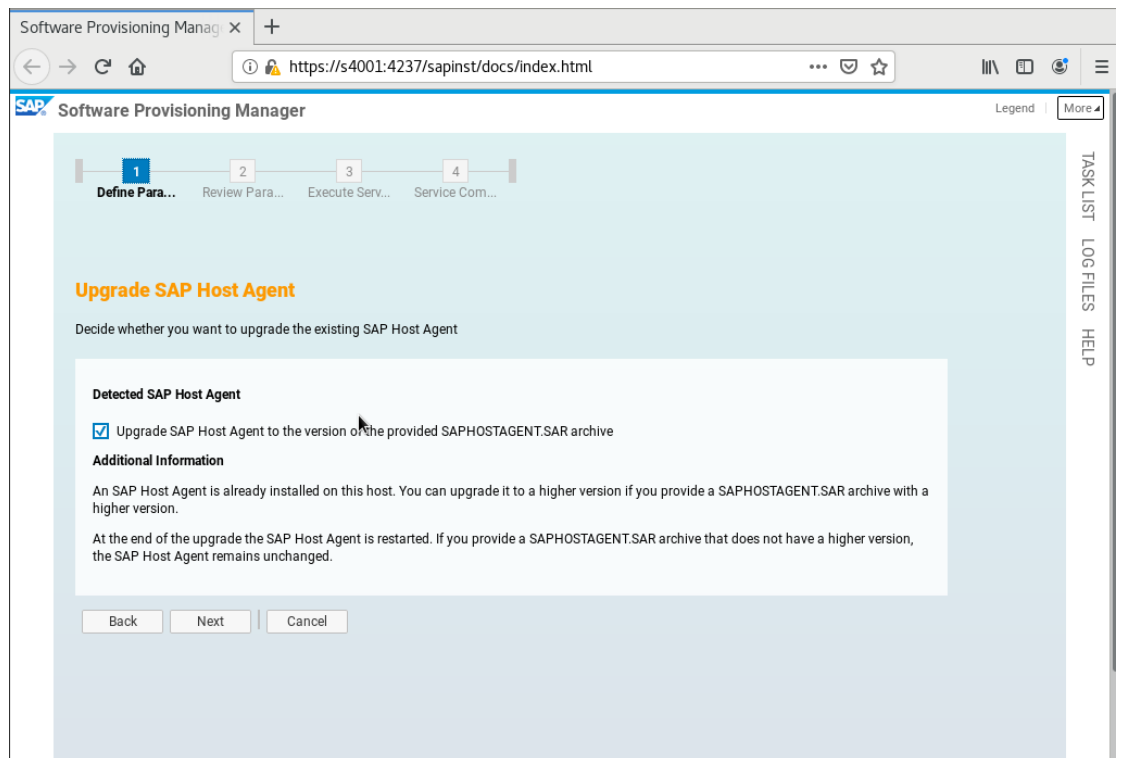 Software Provisioning Manag
https://s4001:4237/sapinst/docs/index.html
SAP Software Provisioning Manager
Legend
More
1
2
3
4
Define Para...
Review Para...
Execute Serv...
Service Com...
TASK LIST
LOG FILES
HELP
Upgrade SAP Host Agent
Decide whether you want to upgrade the existing SAP Host Agent
Detected SAP Host Agent
Upgrade SAP Host Agent to the version of the provided SAPHOSTAGENT.SAR archive
Additional Information
An SAP Host Agent is already installed on this host. You can upgrade it to a higher version if you provide a SAPHOSTAGENT.SAR archive with a
higher version.
At the end of the upgrade the SAP Host Agent is restarted. If you provide a SAPHOSTAGENT.SAR archive that does not have a higher version,
the SAP Host Agent remains unchanged.
Back
Next
Cancel